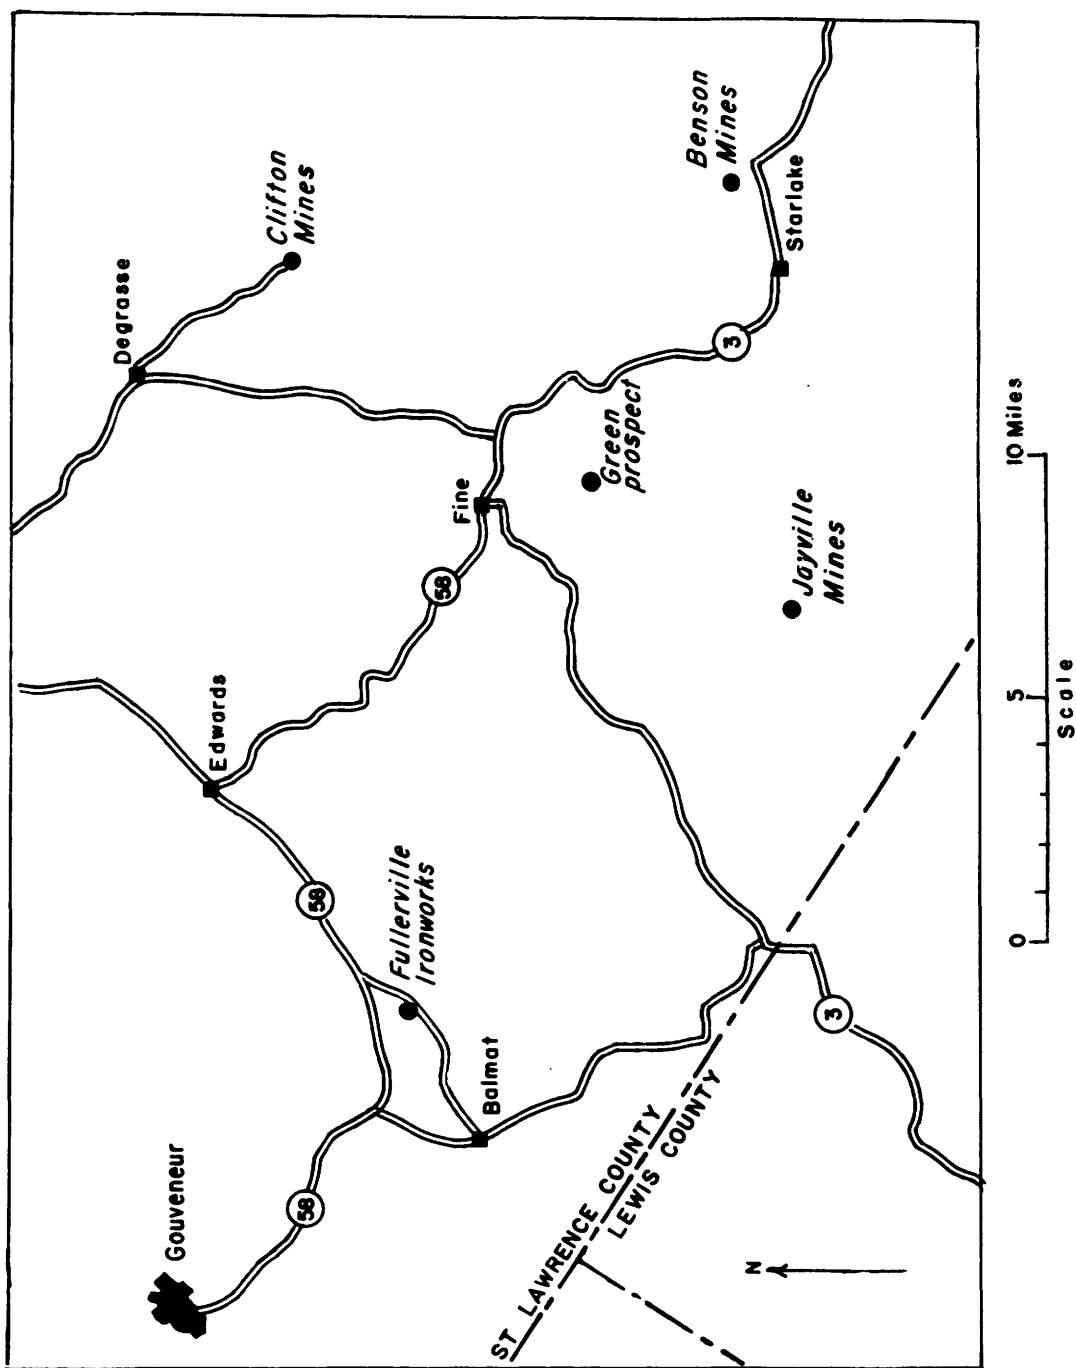 Degrasse
Clifton
Mines
Benson
Mines
Starlake
3
Green
prospect
Fine
58
Jayville
Mines
Edwards
58
Fullerville
Ironworks
Balmat
58
Gouveneur
3
ST LAWRENCE COUNTY
LEWIS COUNTY
N
0 5 10 Miles
Scale